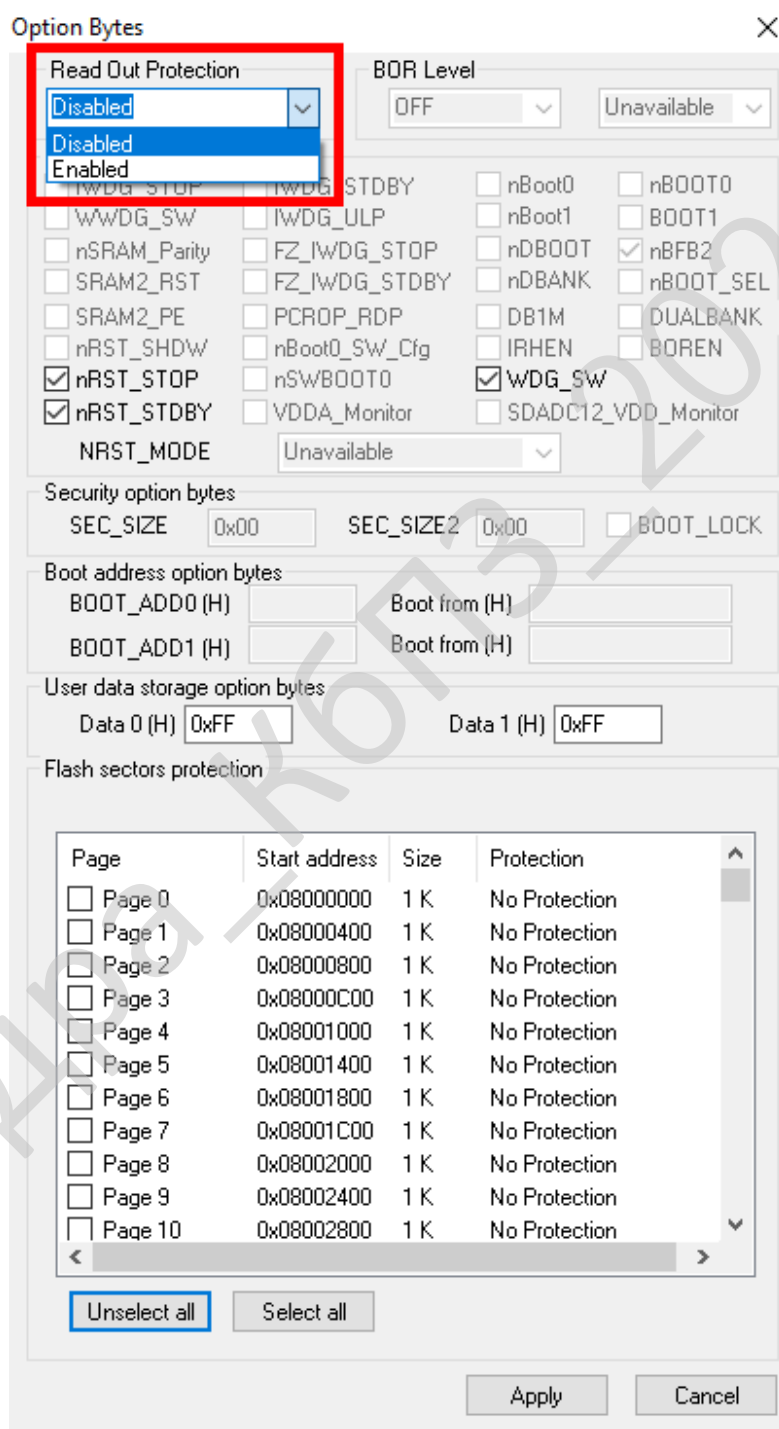 Option Bytes
Read Out Protection BOR Level
Disabled OFF Unavailable
Disabled
Enabled
IWDG_STOP IWDG_STDBY nBoot0 nBOOT0
WWDG_SW IWDG_ULP nBoot1 BOOT1
nSRAM_Parity FZ_IWDG_STOP nDBOOT nBFB2
SRAM2_RST FZ_IWDG_STDBY nDBANK nBOOT_SEL
SRAM2_PE PCROP_RDP DB1M DUALBANK
nRST_SHDW nBoot0_SW_Cfg IRHEN BOREN
nRST_STOP nSWBOOT0 WDG_SW
nRST_STDBY VDDA_Monitor SDADC12_VDD_Monitor
NRST_MODE Unavailable
Security option bytes
SEC_SIZE 0x00 SEC_SIZE2 0x00 BOOT_LOCK
Boot address option bytes
BOOT_ADD0 (H) Boot from (H)
BOOT_ADD1 (H) Boot from (H)
User data storage option bytes
Data 0 (H) 0xFF Data 1 (H) 0xFF
Flash sectors protection
Page Start address Size Protection
Page 0 0x08000000 1 K No Protection
Page 1 0x08000400 1 K No Protection
Page 2 0x08000800 1 K No Protection
Page 3 0x08000C00 1 K No Protection
Page 4 0x08001000 1 K No Protection
Page 5 0x08001400 1 K No Protection
Page 6 0x08001800 1 K No Protection
Page 7 0x08001C00 1 K No Protection
Page 8 0x08002000 1 K No Protection
Page 9 0x08002400 1 K No Protection
Page 10 0x08002800 1 K No Protection
Unselect all Select all
Apply Cancel